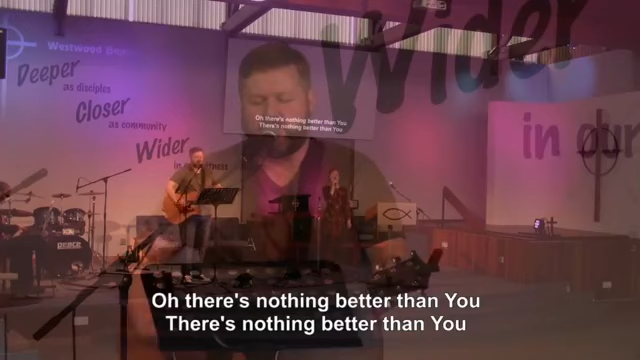 Westwood
Wider
Deeper
as disciples
Closer
as community
Wider
in our
Oh there's nothing better than You
There's nothing better than You
PEACE
Oh there's nothing better than You
There's nothing better than You